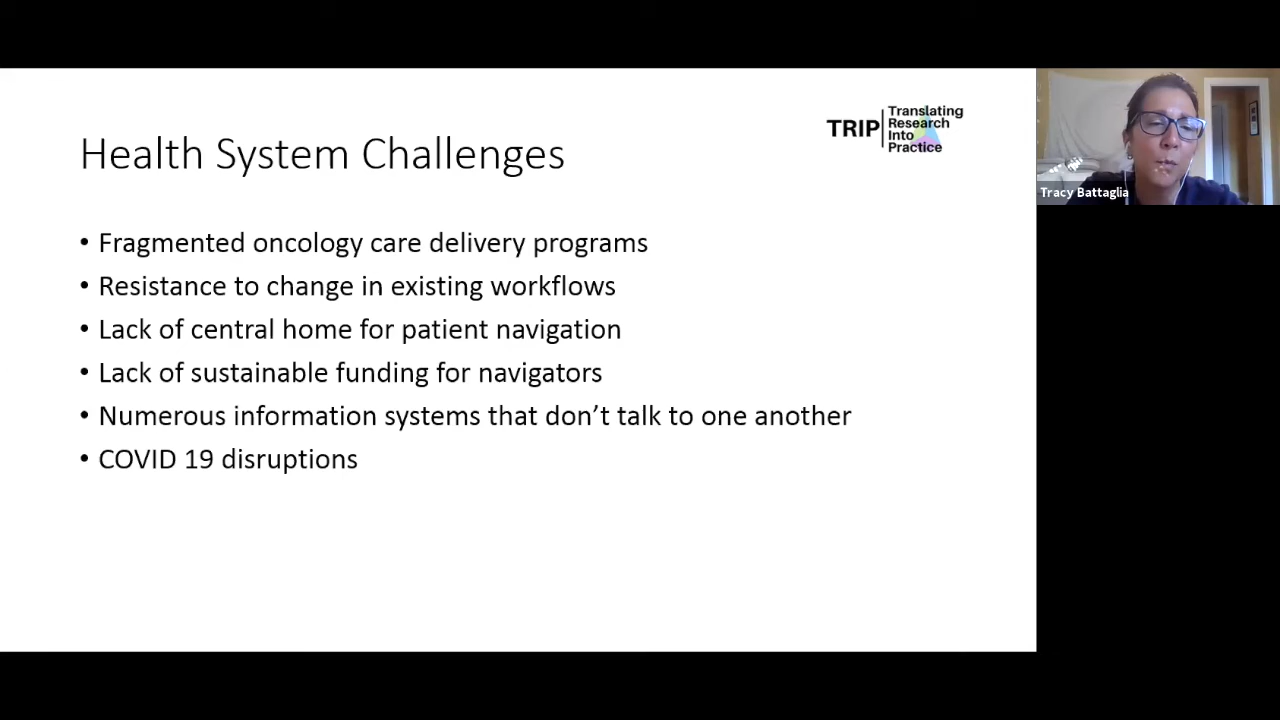 Health System Challenges
TRIP
Translating
Research
Into
Practice
• Fragmented oncology care delivery programs
• Resistance to change in existing workflows
• Lack of central home for patient navigation
• Lack of sustainable funding for navigators
• Numerous information systems that don’t talk to one another
• COVID 19 disruptions
Tracy Battaglia